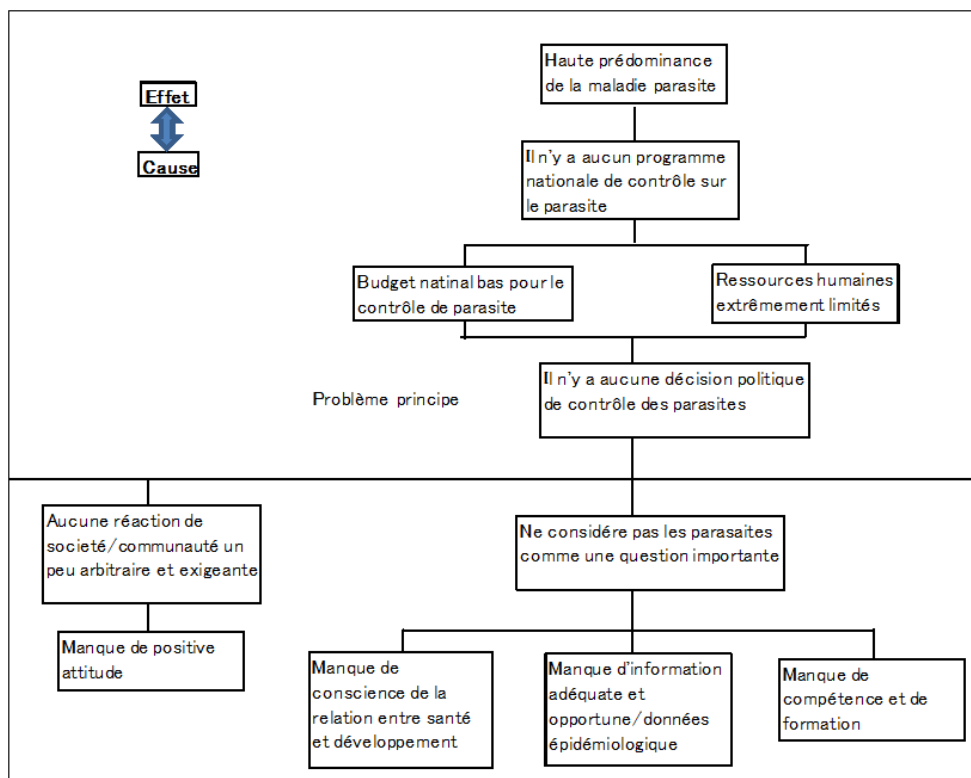 Haute prédominance
de la maladie parasite
Effet
Cause
Il n'y a aucun programme
nationale de contrôle sur
le parasite
Budget natinal bas pour le
contrôle de parasite
Ressources humaines
extrêmement limités
Il n'y a aucune décision politique
de contrôle des parasites
Problème principe
Aucune réaction de
societé/communauté un
peu arbitraire et exigeante
Ne considére pas les parasaites
comme une question importante
Manque de positive
attitude
Manque de
conscience de la
relation entre santé
et développement
Manque d'information
adéquate et
opportune/données
épidémiologique
Manque de
compétence et de
formation